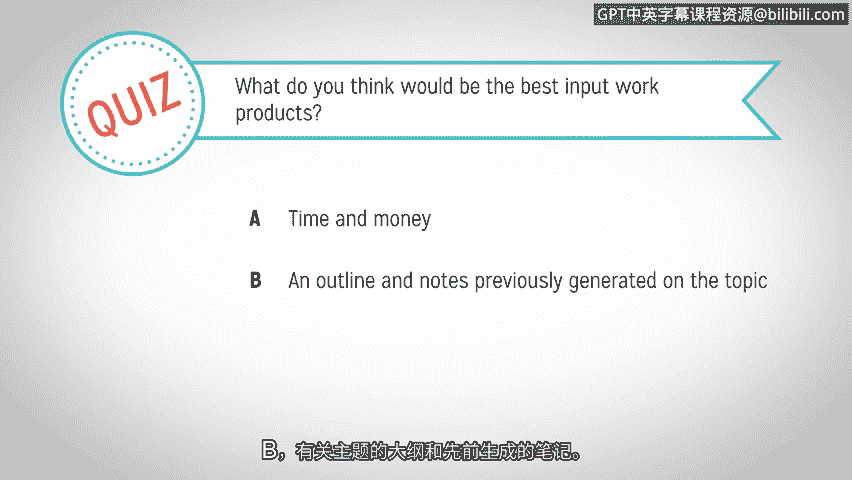 GPT中英字幕课程资源@bilibili.com
QUIZ
What do you think would be the best input work
products?
A Time and money
B An outline and notes previously generated on the topic
B，有关主题的大纲和先前生成的笔记。